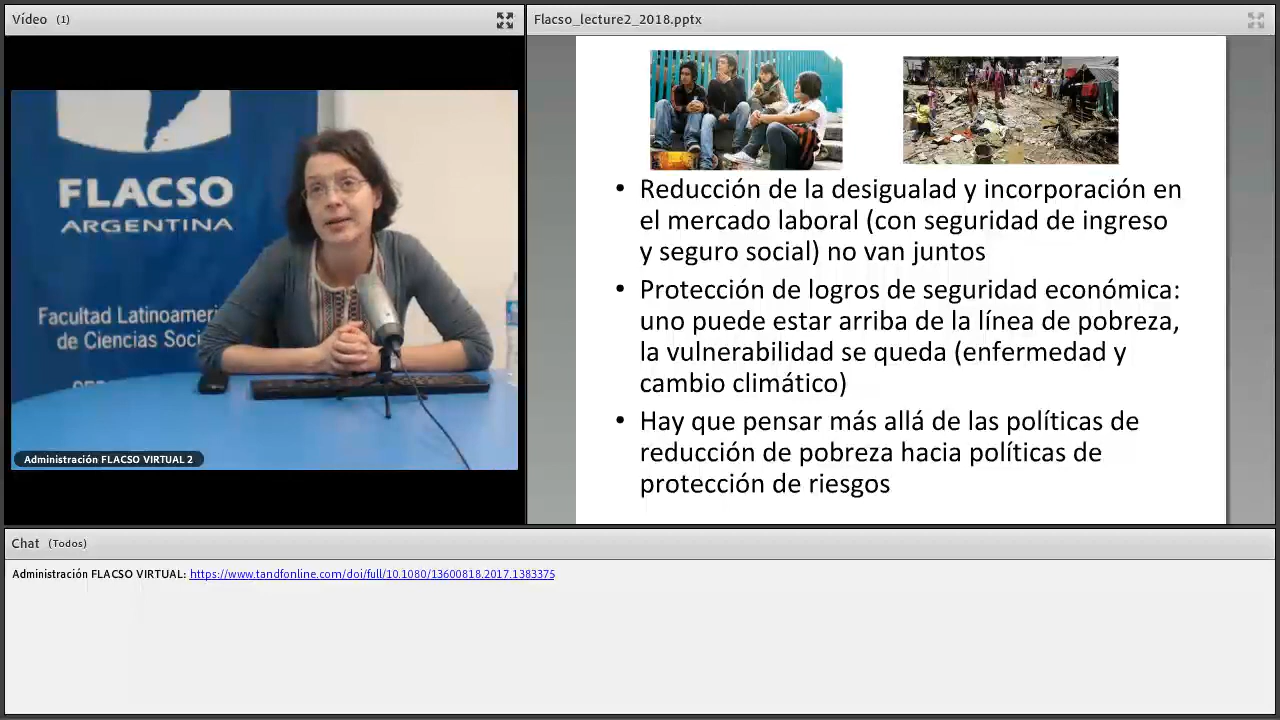 Vídeo (1)
FLACSO
ARGENTINA
Facultad Latinoameri
de Ciencias Soci
Administración FLACSO VIRTUAL 2
Flacso_lecture2_2018.pptx
• Reducción de la desigualad y incorporación en
el mercado laboral (con seguridad de ingreso
y seguro social) no van juntos
• Protección de logros de seguridad económica:
uno puede estar arriba de la línea de pobreza,
la vulnerabilidad se queda (enfermedad y
cambio climático)
• Hay que pensar más allá de las políticas de
reducción de pobreza hacia políticas de
protección de riesgos
Chat (Todos)
Administración FLACSO VIRTUAL: https://www.tandfonline.com/doi/full/10.1080/13600818.2017.1383375